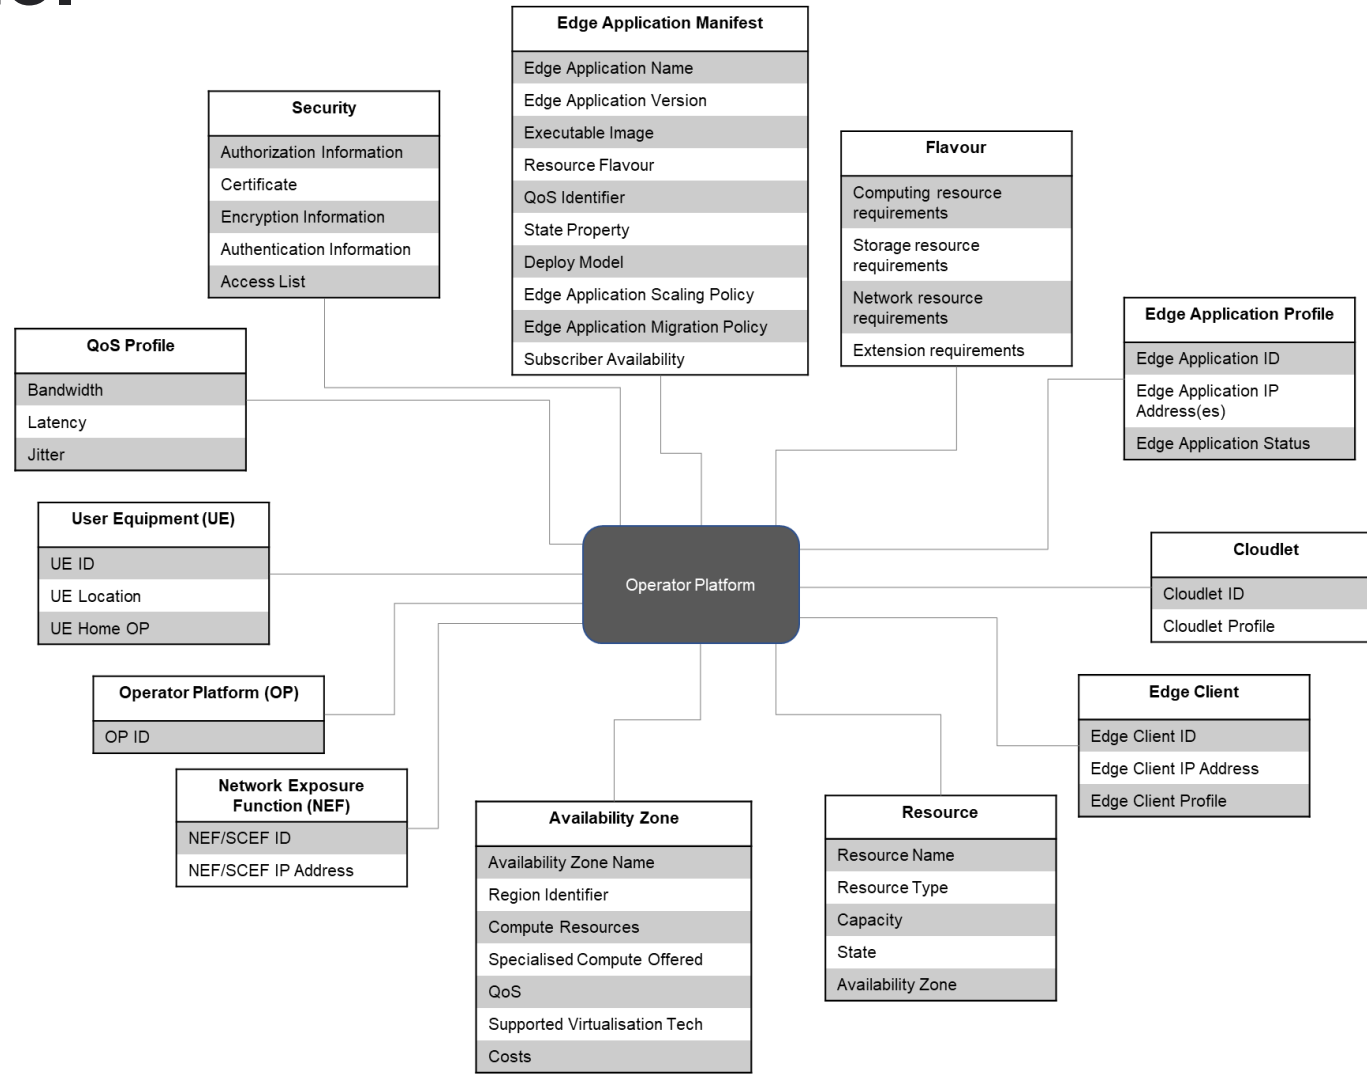 Edge Application Manifest
Edge Application Name
Edge Application Version
Executable Image
Resource Flavour
QoS Identifier
State Property
Deploy Model
Edge Application Scaling Policy
Edge Application Migration Policy
Subscriber Availability
Security
Authorization Information
Certificate
Encryption Information
Authentication Information
Access List
Flavour
Computing resource
requirements
Storage resource
requirements
Network resource
requirements
Extension requirements
Edge Application Profile
Edge Application ID
Edge Application IP
Address(es)
Edge Application Status
QoS Profile
Bandwidth
Latency
Jitter
User Equipment (UE)
UE ID
UE Location
UE Home OP
Operator Platform
Cloudlet
Cloudlet ID
Cloudlet Profile
Operator Platform (OP)
OP ID
Edge Client
Edge Client ID
Edge Client IP Address
Edge Client Profile
Network Exposure
Function (NEF)
NEF/SCEF ID
NEF/SCEF IP Address
Availability Zone
Availability Zone Name
Region Identifier
Compute Resources
Specialised Compute Offered
QoS
Supported Virtualisation Tech
Costs
Resource
Resource Name
Resource Type
Capacity
State
Availability Zone